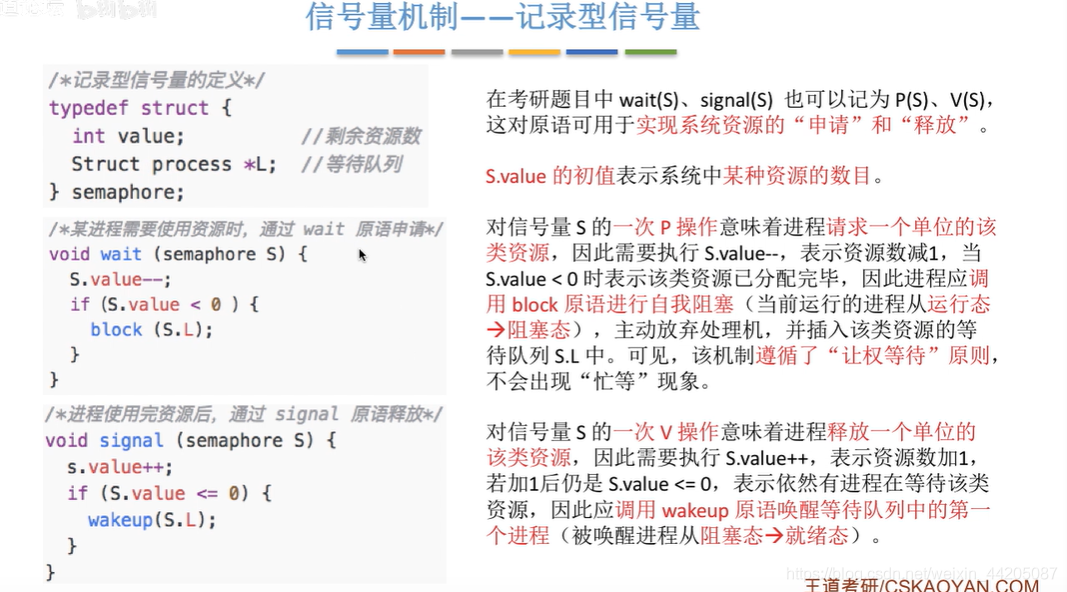 bilibili
信号量机制——记录型信号量
/*记录型信号量的定义*/
typedef struct {
int value; //剩余资源数
Struct process *L; //等待队列
} semaphore;
/*某进程需要使用资源时，通过 wait 原语申请*/
void wait (semaphore S) {
S.value--;
if (S.value < 0 ) {
block (S.L);
}
}
/*进程使用完资源后，通过 signal 原语释放*/
void signal (semaphore S) {
s.value++;
if (S.value <= 0) {
wakeup(S.L);
}
}
在考研题目中 wait(S)、signal(S) 也可以记为 P(S)、V(S)，
这对原语可用于实现系统资源的“申请”和“释放”。
S.value 的初值表示系统中某种资源的数目。
对信号量 S 的一次 P 操作意味着进程请求一个单位的该
类资源，因此需要执行 S.value--，表示资源数减1，当
S.value < 0 时表示该类资源已分配完毕，因此进程应调
用 block 原语进行自我阻塞（当前运行的进程从运行态
→阻塞态），主动放弃处理机，并插入该类资源的等
待队列 S.L 中。可见，该机制遵循了“让权等待”原则，
不会出现“忙等”现象。
对信号量 S 的一次 V 操作意味着进程释放一个单位的
该类资源，因此需要执行 S.value++，表示资源数加1，
若加1后仍是 S.value <= 0，表示依然有进程在等待该类
资源，因此应调用 wakeup 原语唤醒等待队列中的第一
个进程（被唤醒进程从阻塞态→就绪态）。
https://blog.csdn.net/weixin_44205087
王道考研/CSKAOYAN.COM